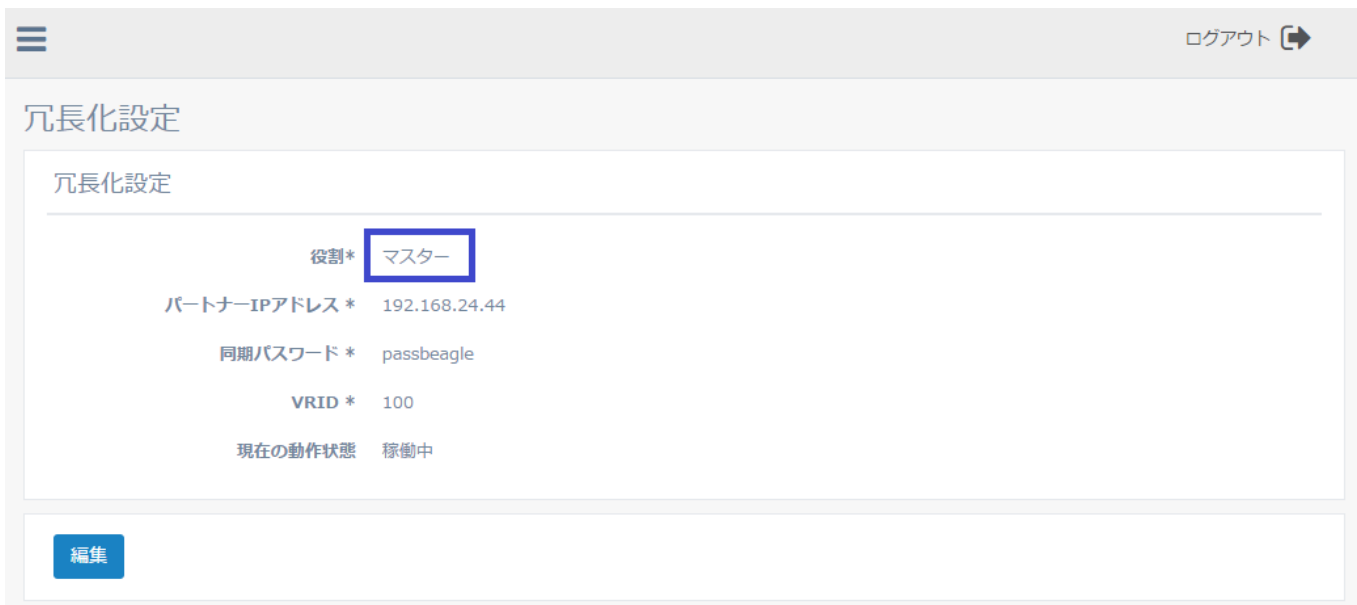 ログアウト
冗長化設定
冗長化設定
役割* マスター
パートナーIPアドレス * 192.168.24.44
同期パスワード * passbeagle
VRID * 100
現在の動作状態 稼働中
編集